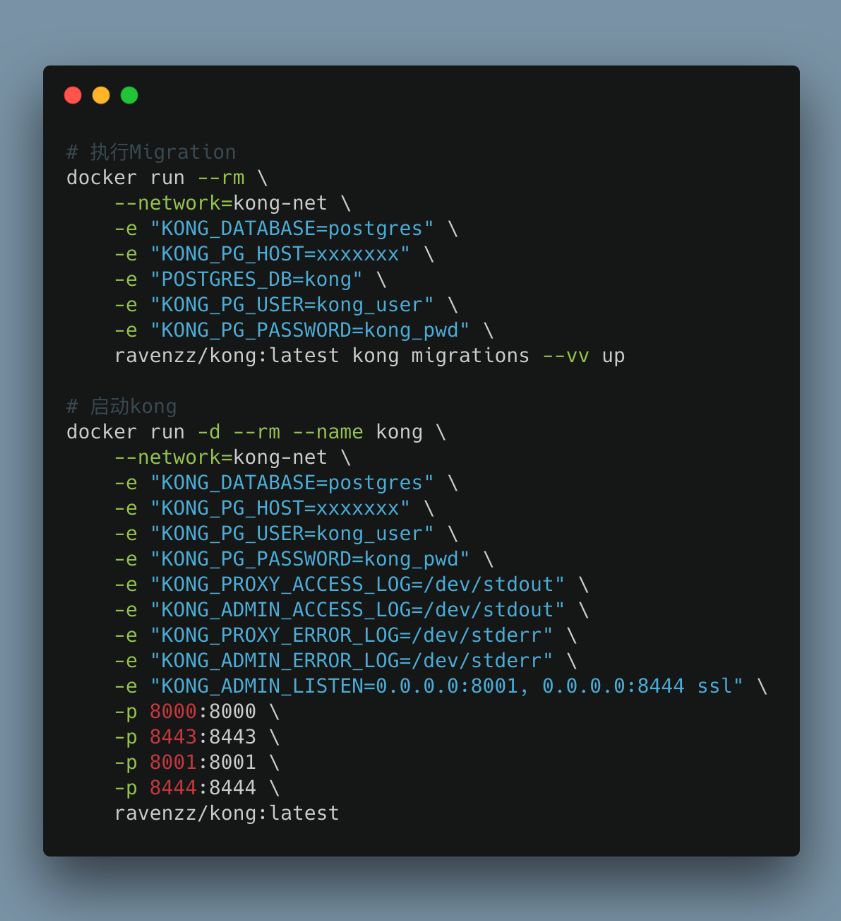 # 执行Migration
docker run --rm \
    --network=kong-net \
    -e "KONG_DATABASE=postgres" \
    -e "KONG_PG_HOST=xxxxxxx" \
    -e "POSTGRES_DB=kong" \
    -e "KONG_PG_USER=kong_user" \
    -e "KONG_PG_PASSWORD=kong_pwd" \
    ravenzz/kong:latest kong migrations --vv up

# 启动kong
docker run -d --rm --name kong \
    --network=kong-net \
    -e "KONG_DATABASE=postgres" \
    -e "KONG_PG_HOST=xxxxxxx" \
    -e "KONG_PG_USER=kong_user" \
    -e "KONG_PG_PASSWORD=kong_pwd" \
    -e "KONG_PROXY_ACCESS_LOG=/dev/stdout" \
    -e "KONG_ADMIN_ACCESS_LOG=/dev/stdout" \
    -e "KONG_PROXY_ERROR_LOG=/dev/stderr" \
    -e "KONG_ADMIN_ERROR_LOG=/dev/stderr" \
    -e "KONG_ADMIN_LISTEN=0.0.0.0:8001, 0.0.0.0:8444 ssl" \
    -p 8000:8000 \
    -p 8443:8443 \
    -p 8001:8001 \
    -p 8444:8444 \
    ravenzz/kong:latest